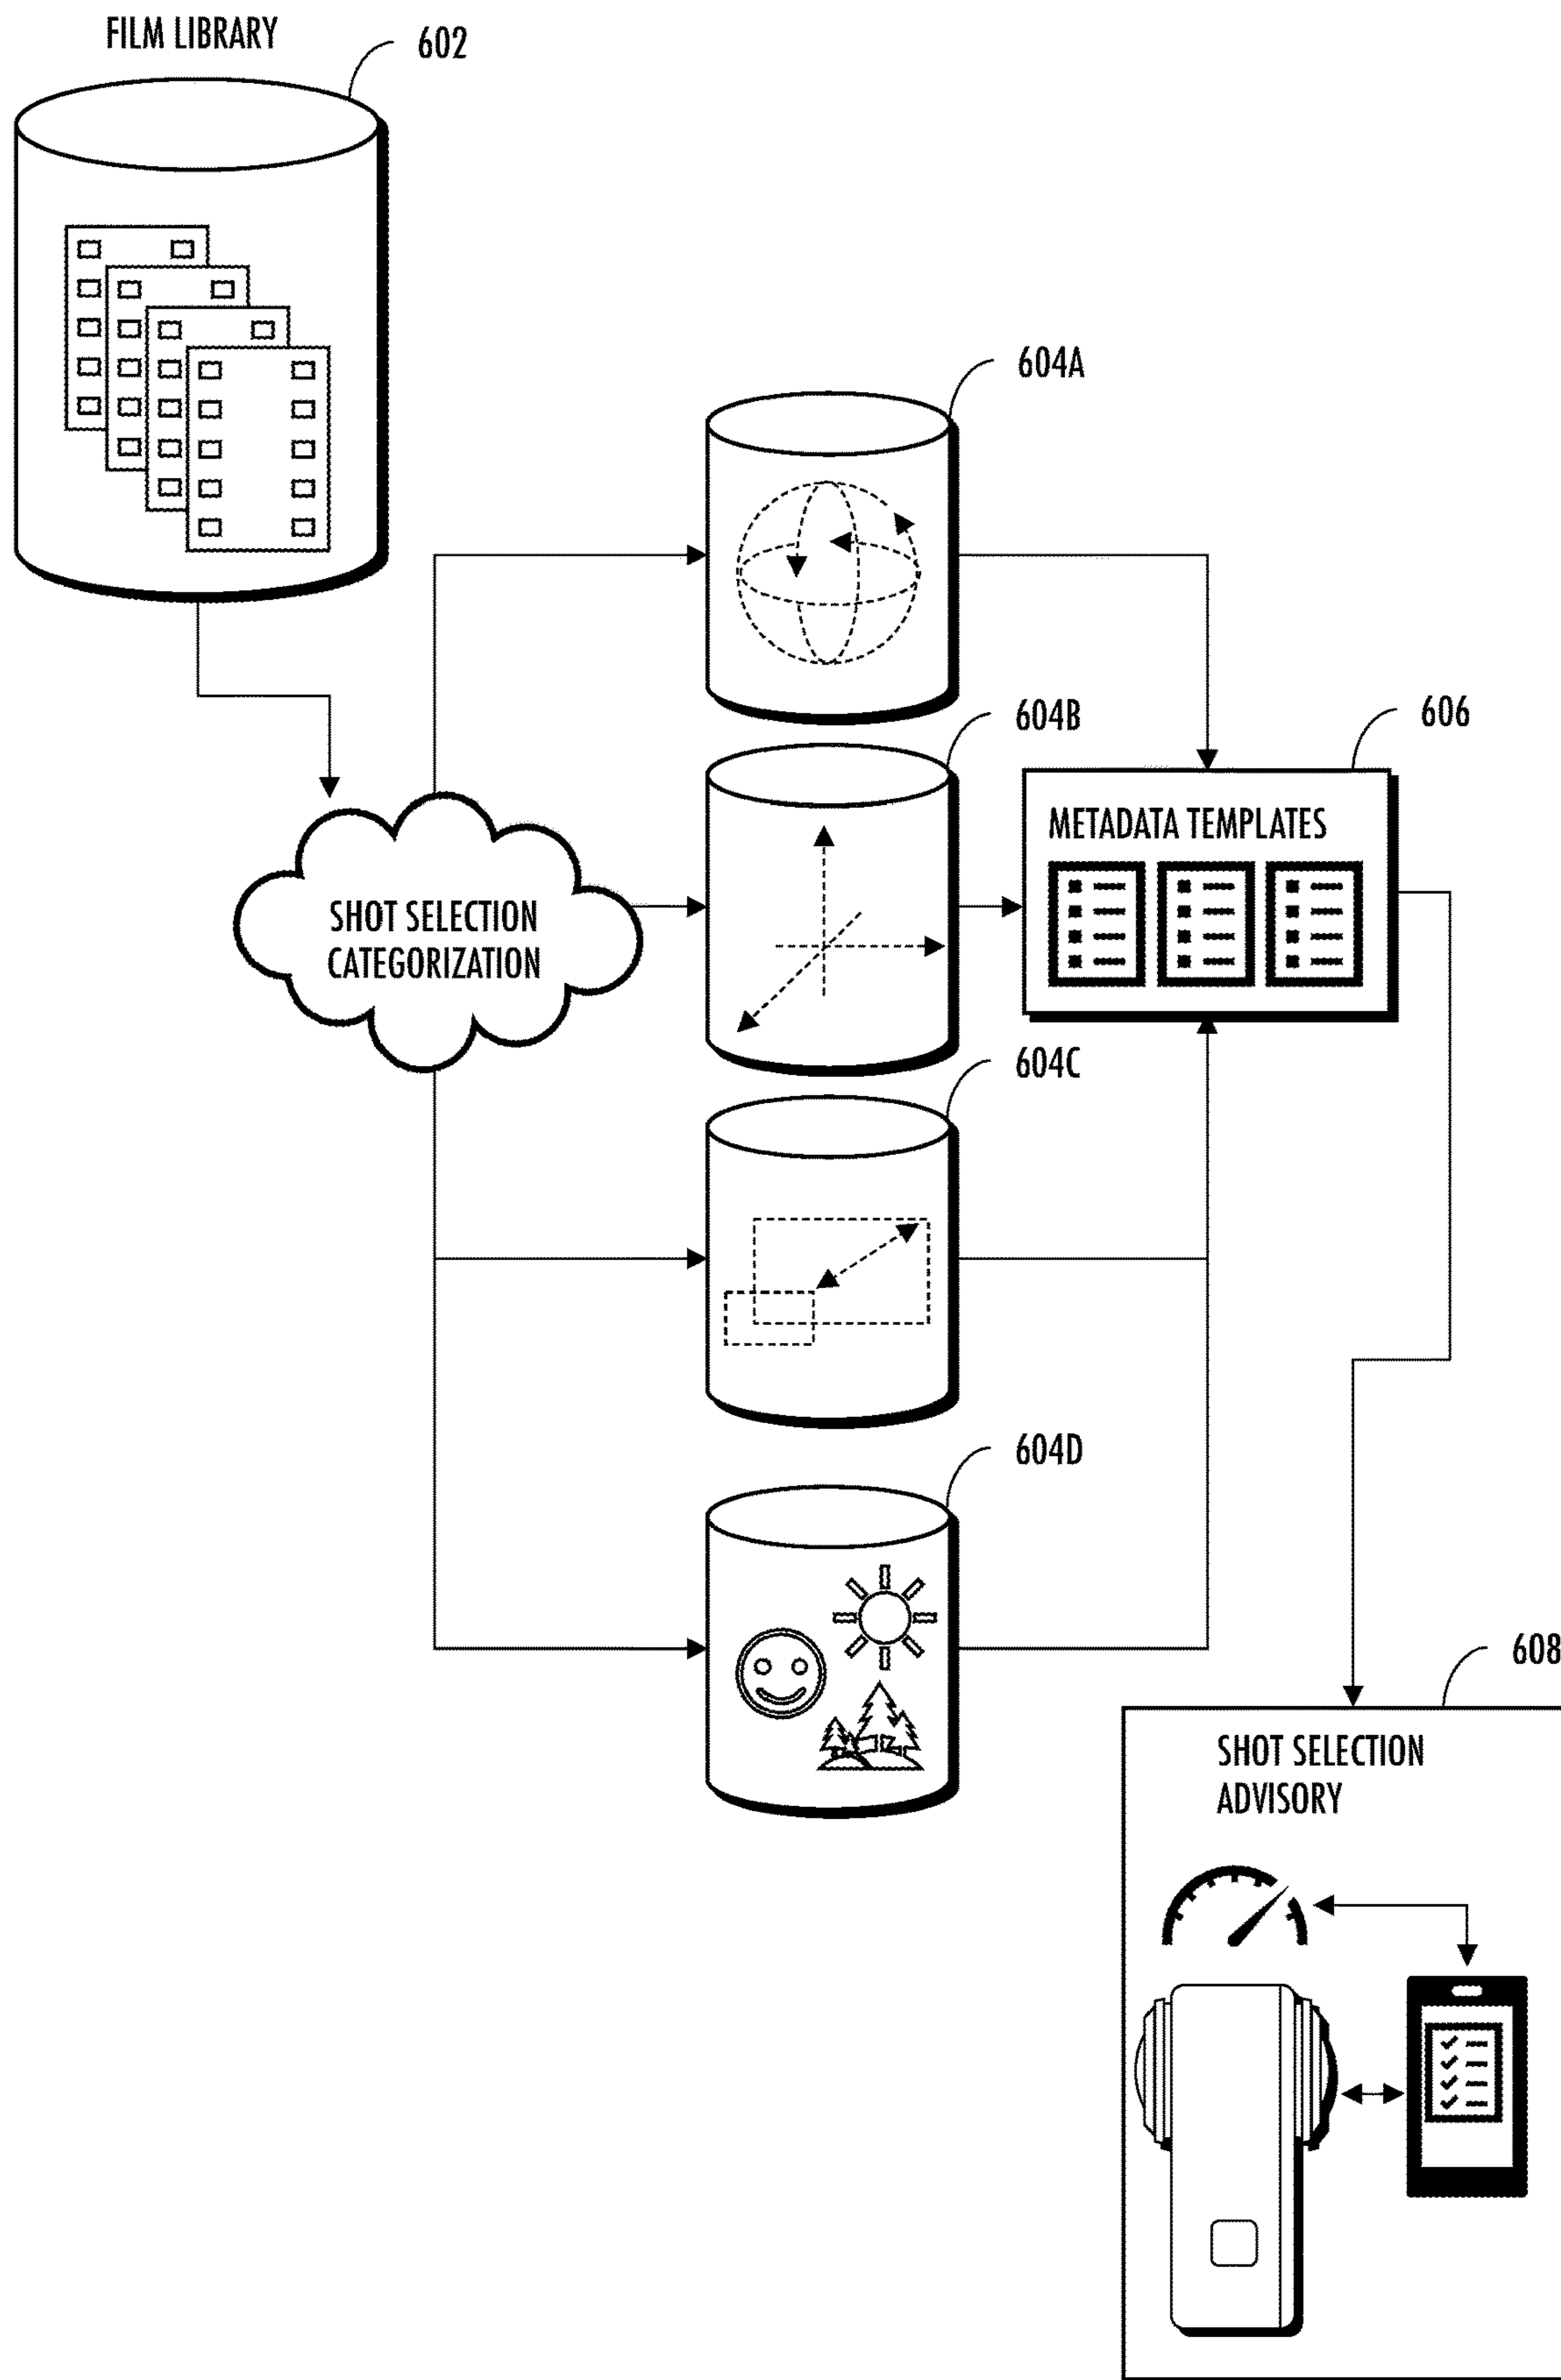 FILM LIBRARY
602
604A
604B
606
METADATA TEMPLATES
SHOT SELECTION
CATEGORIZATION
604C
604D
608
SHOT SELECTION
ADVISORY